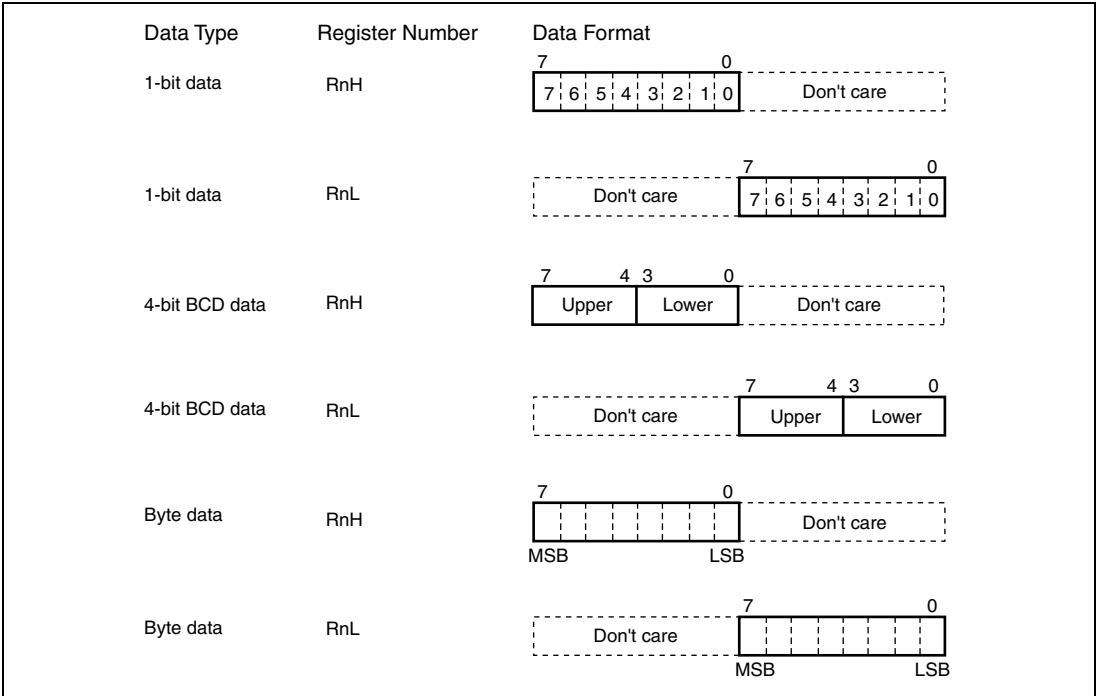 Data Type Register Number Data Format
7 0
1-bit data RnH 7 6 5 4 3 2 1 0 Don't care
7 0
1-bit data RnL Don't care 7 6 5 4 3 2 1 0
7 4 3 0
4-bit BCD data RnH Upper Lower Don't care
7 4 3 0
4-bit BCD data RnL Don't care Upper Lower
7 0
Byte data RnH Don't care
MSB LSB
7 0
Byte data RnL Don't care
MSB LSB